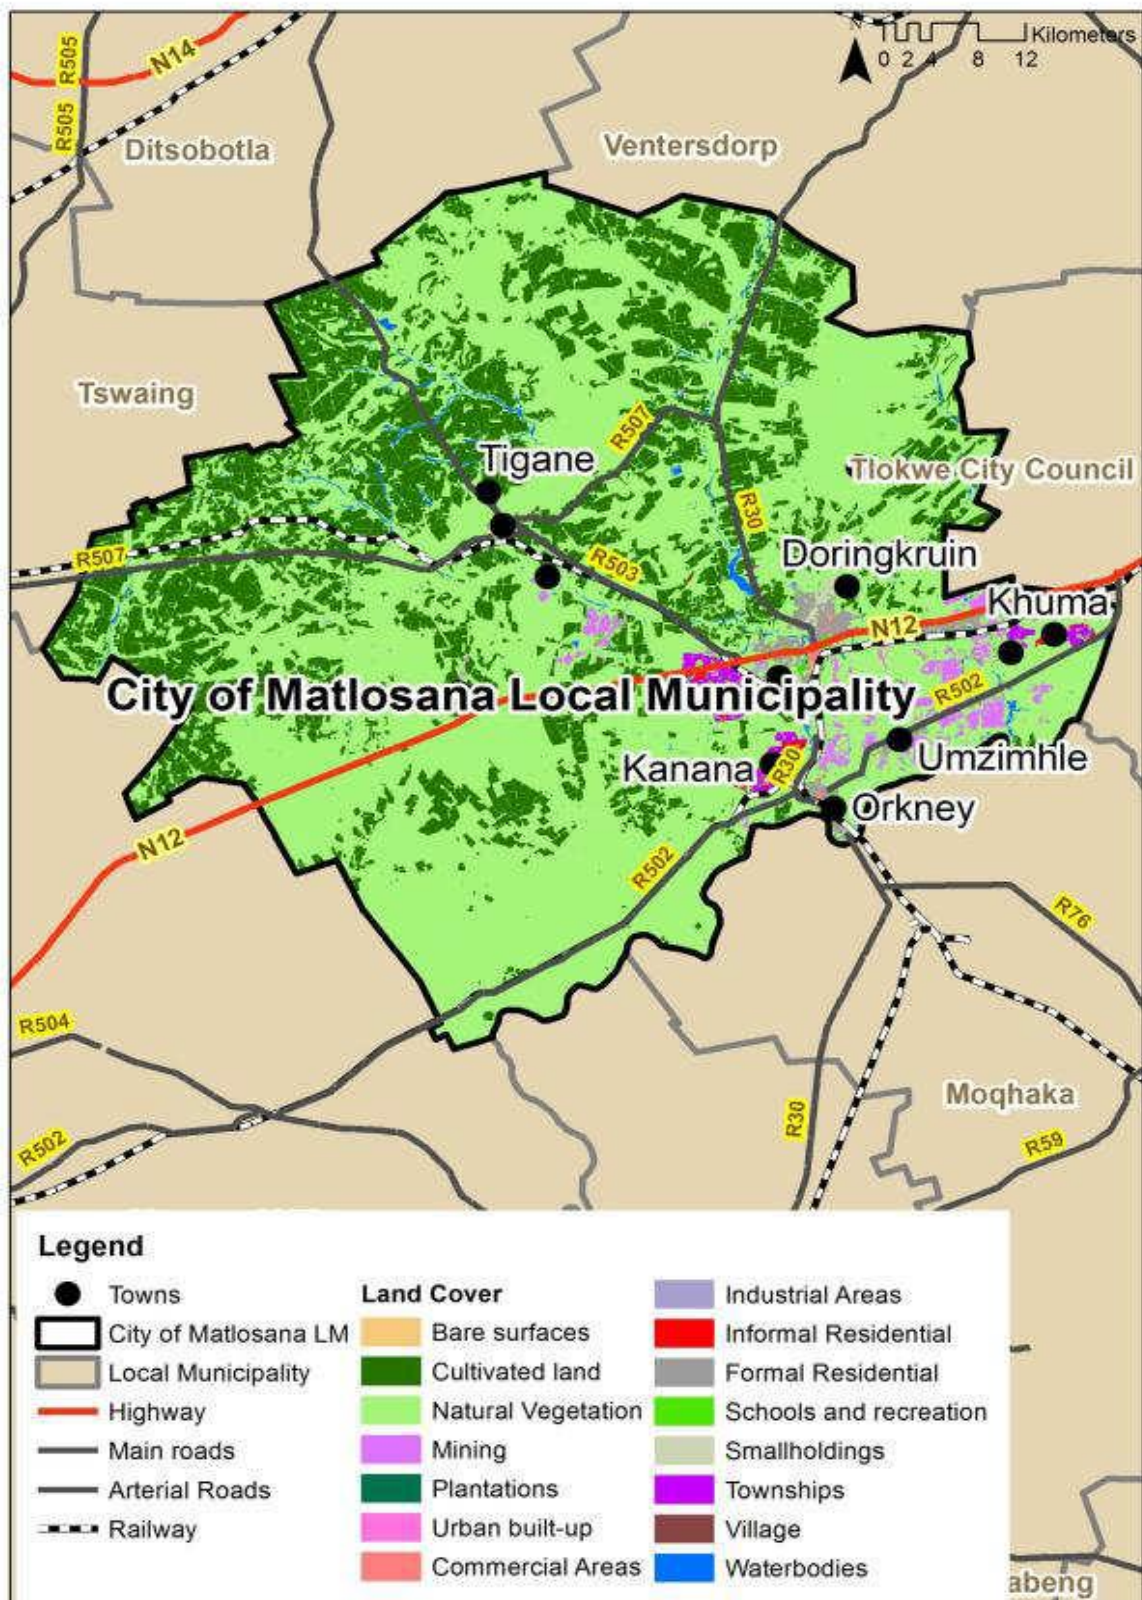 N14
R505
R505
N
Kilometers
0 2 4 8 12
Ditsobotla
Ventersdorp
Tswaing
R507
Tigane
Tlokwe City Council
R30
R507
R503
Doringkruin
Khuma
N12
City of Matlosana Local Municipality
R502
Kanana
R30
Umzimhle
Orkney
N12
R502
R76
R504
Moqhaka
R30
R59
R502
Legend
Towns
City of Matlosana LM
Local Municipality
Highway
Main roads
Arterial Roads
Railway
Land Cover
Bare surfaces
Cultivated land
Natural Vegetation
Mining
Plantations
Urban built-up
Commercial Areas
Industrial Areas
Informal Residential
Formal Residential
Schools and recreation
Smallholdings
Townships
Village
Waterbodies
abeng